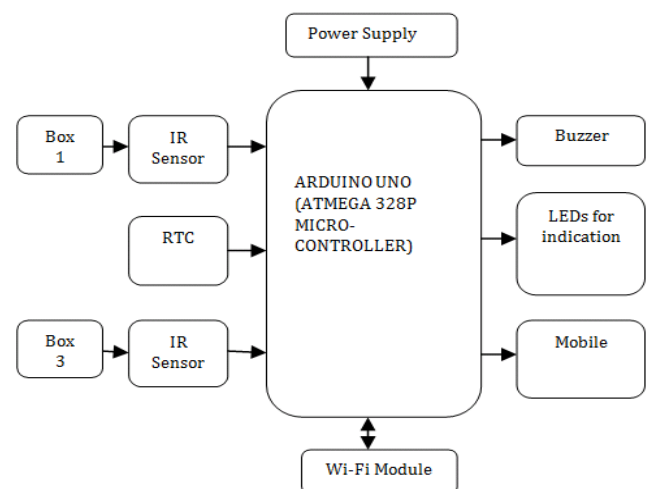 Power Supply
Box
1
IR
Sensor
ARDUINO UNO
(ATMEGA 328P
MICRO-
CONTROLLER)
Buzzer
RTC
LEDs for
indication
Box
3
IR
Sensor
Mobile
Wi-Fi Module